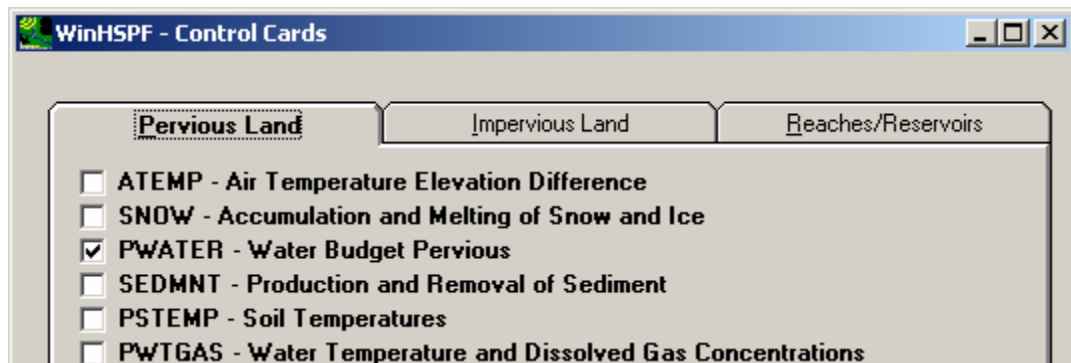 WinHSPF - Control Cards
Pervious Land Impervious Land Reaches/Reservoirs
ATEMP - Air Temperature Elevation Difference
SNOW - Accumulation and Melting of Snow and Ice
PWATER - Water Budget Pervious
SEDMNT - Production and Removal of Sediment
PSTEMP - Soil Temperatures
PWTGAS - Water Temperature and Dissolved Gas Concentrations